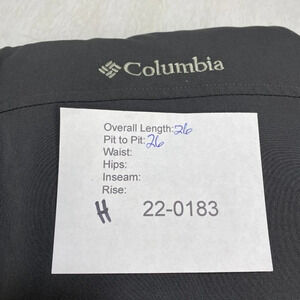 Columbia
Overall Length: 26
Pit to Pit: 26
Waist:
Hips:
Inseam:
Rise:
H 22-0183